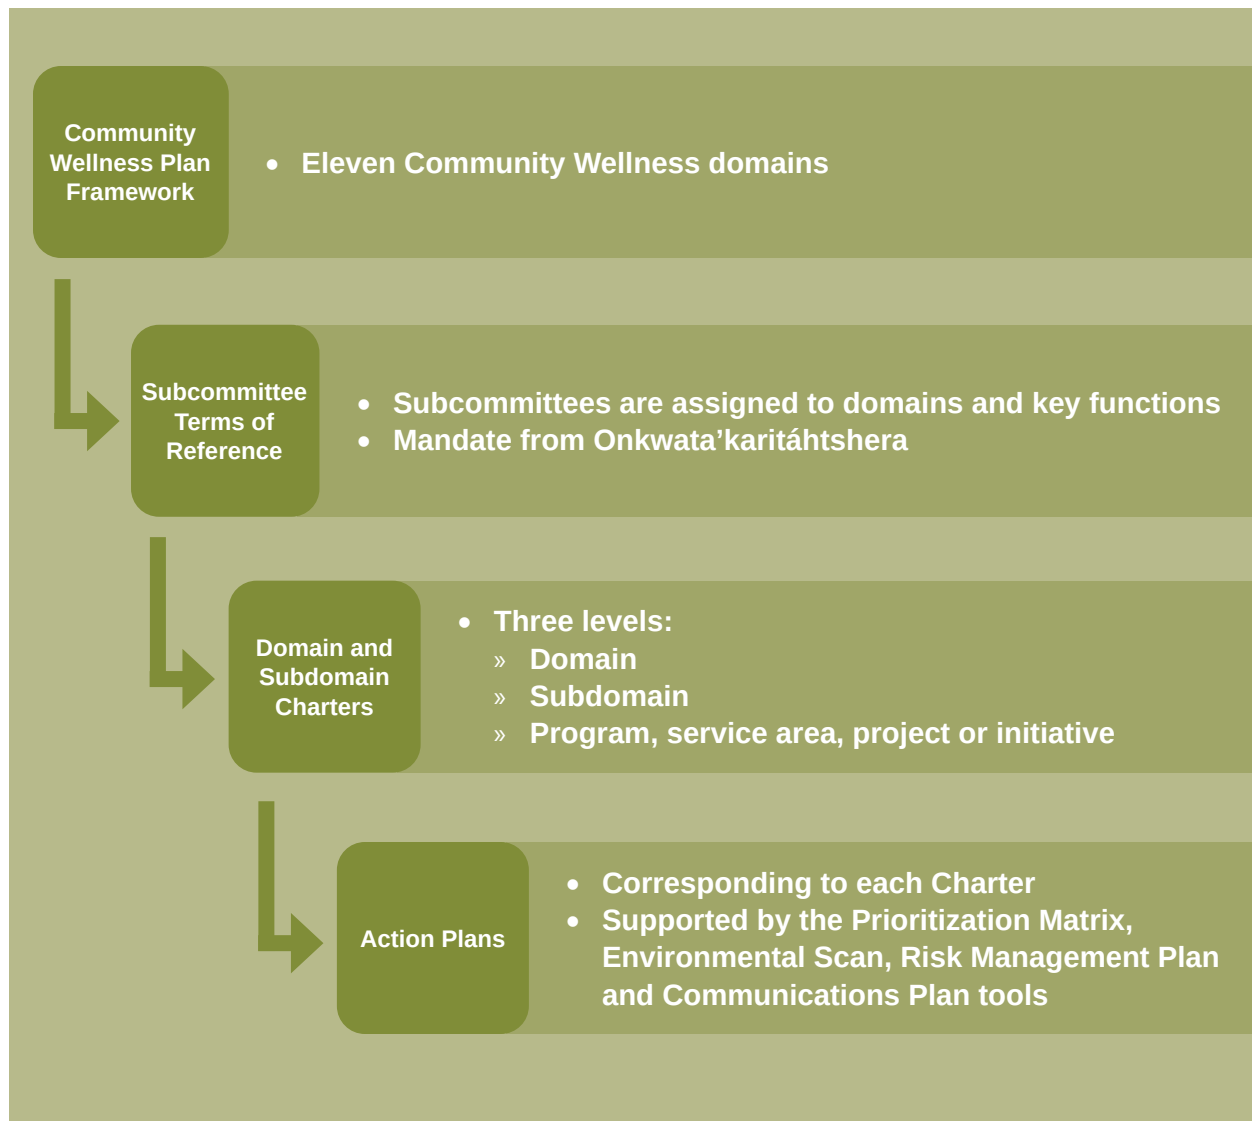 Community
Wellness Plan
Framework
• Eleven Community Wellness domains
Subcommittee
Terms of
Reference
• Subcommittees are assigned to domains and key functions
• Mandate from Onkwata’karitáhtshera
Domain and
Subdomain
Charters
• Three levels:
» Domain
» Subdomain
» Program, service area, project or initiative
Action Plans
• Corresponding to each Charter
• Supported by the Prioritization Matrix,
Environmental Scan, Risk Management Plan
and Communications Plan tools